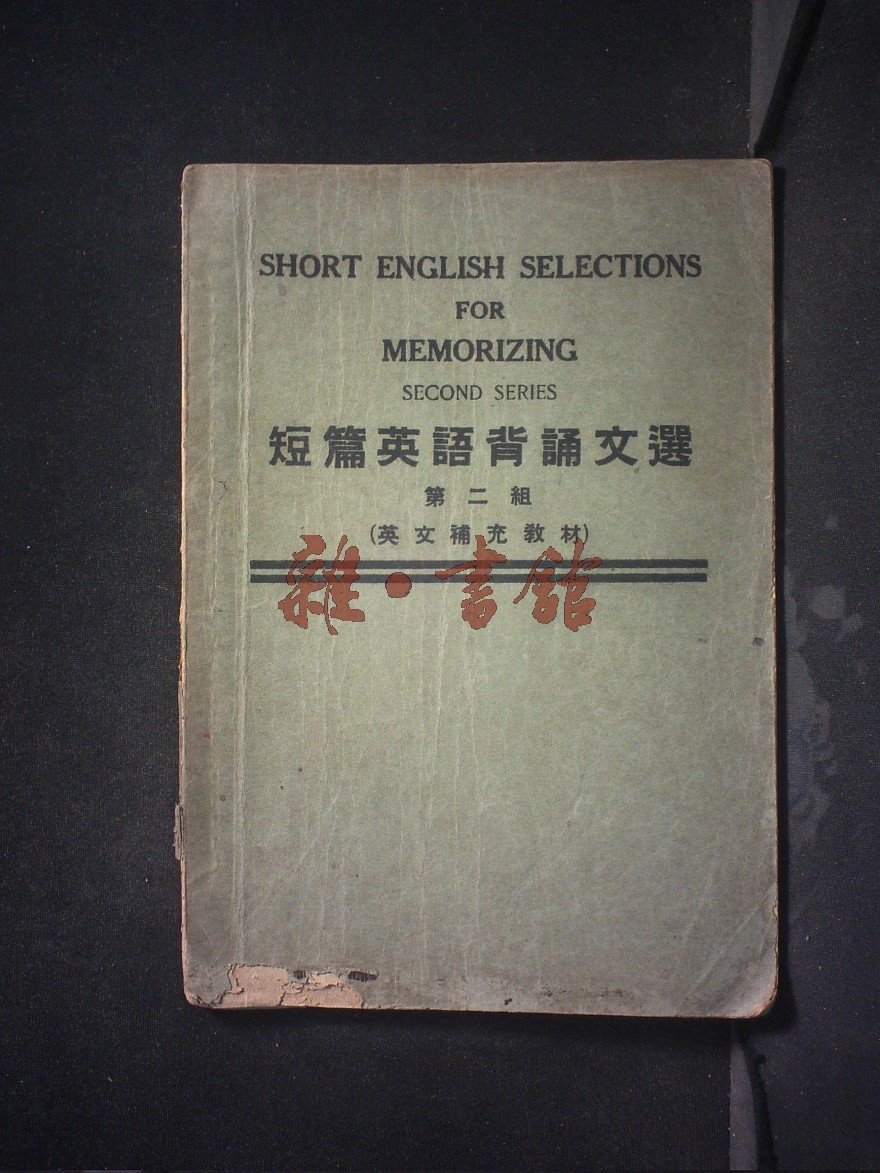 SHORT ENGLISH SELECTIONS
FOR
MEMORIZING
SECOND SERIES
短篇英語背誦文選
第二組
(英文補充教材)
雜·書館